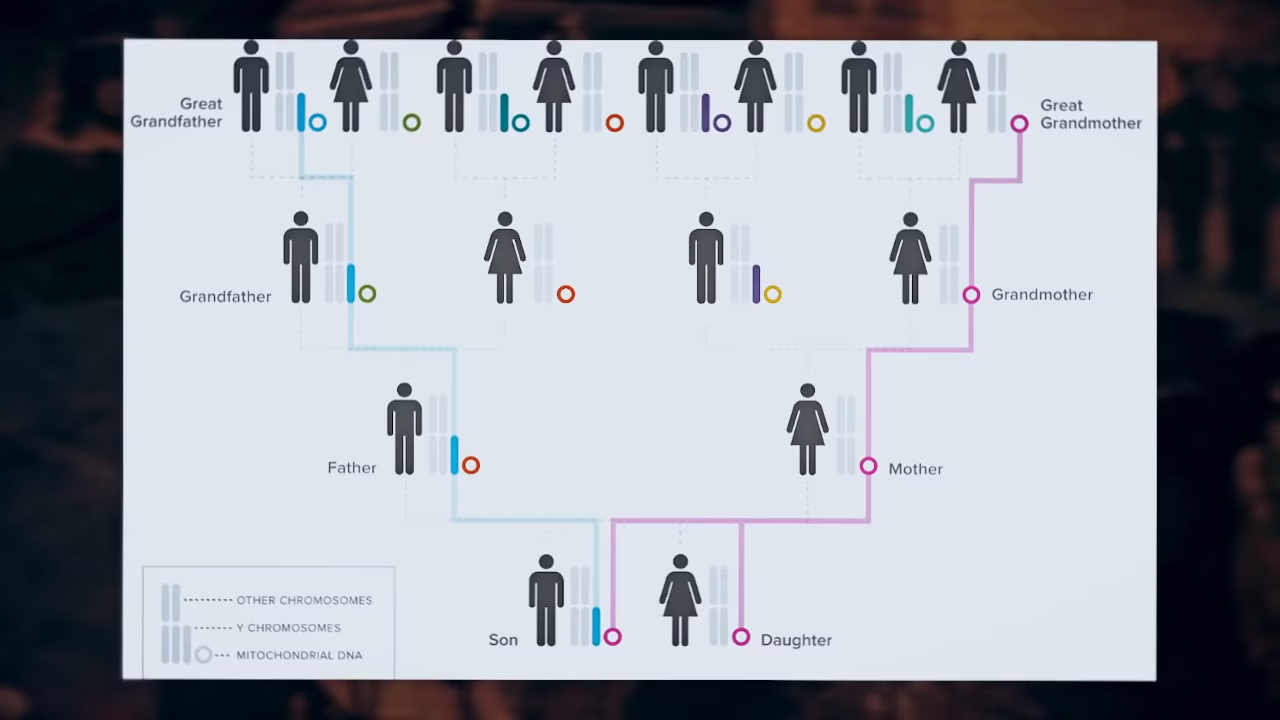 Great
Grandfather
Great
Grandmother
Grandfather
Grandmother
Father
Mother
Son
Daughter
OTHER CHROMOSOMES
Y CHROMOSOMES
MITOCHONDRIAL DNA